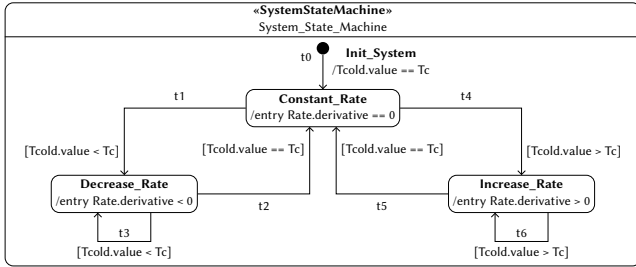 «SystemStateMachine»
System_State_Machine
t0
Init_System
/Tcold.value == Tc
t1
Constant_Rate
/entry Rate.derivative == 0
t4
[Tcold.value < Tc]
[Tcold.value == Tc]
[Tcold.value == Tc]
[Tcold.value > Tc]
Decrease_Rate
/entry Rate.derivative < 0
t2
t5
Increase_Rate
/entry Rate.derivative > 0
t3
[Tcold.value < Tc]
t6
[Tcold.value > Tc]